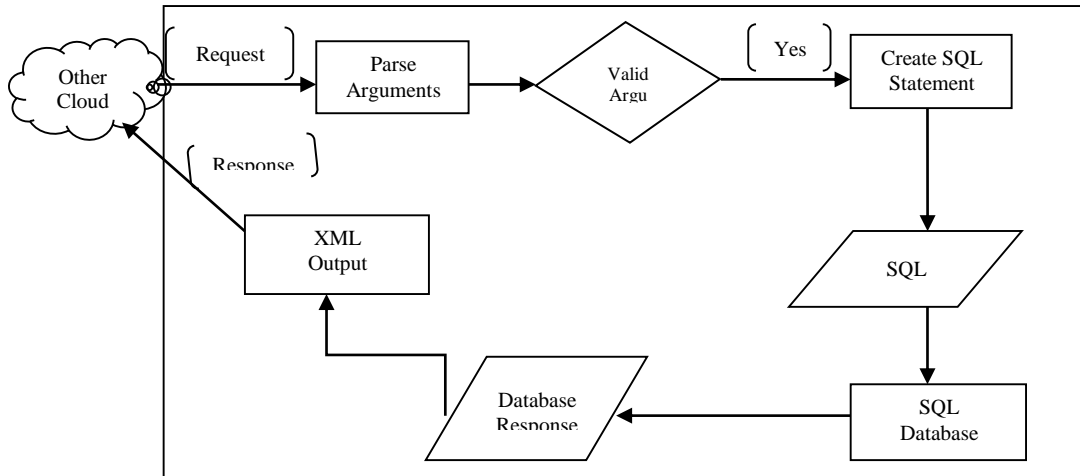 Other
Cloud
Request
Parse
Arguments
Valid
Argu
Yes
Create SQL
Statement
Response
XML
Output
SQL
Database
Response
SQL
Database